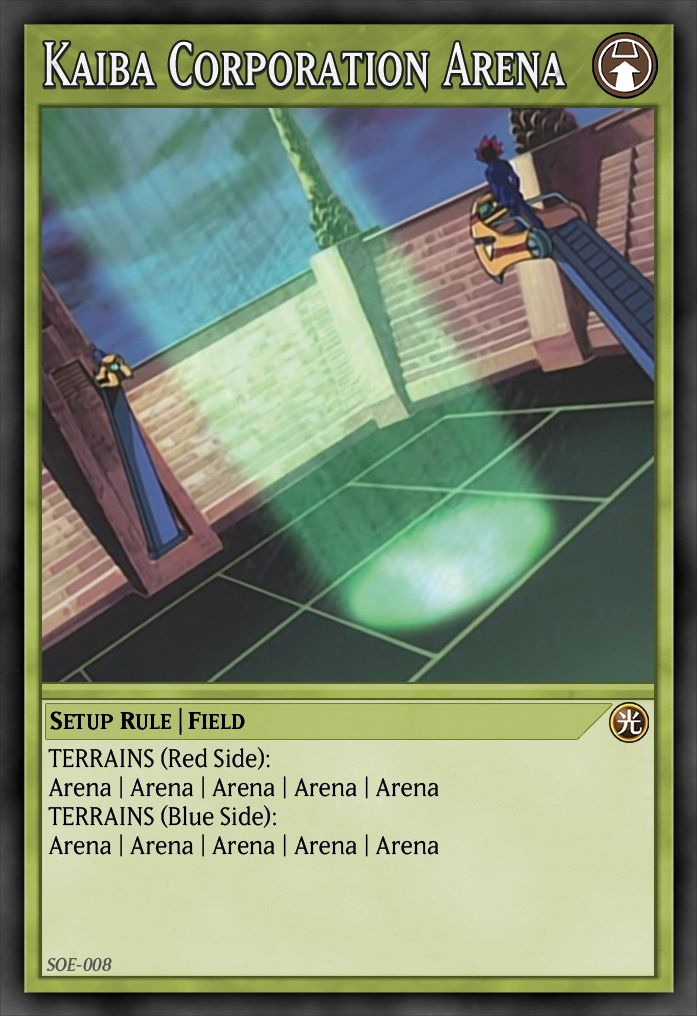 Kaiba Corporation Arena
Setup Rule | Field
光
TERRAINS (Red Side):
Arena | Arena | Arena | Arena | Arena
TERRAINS (Blue Side):
Arena | Arena | Arena | Arena | Arena
SOE-008